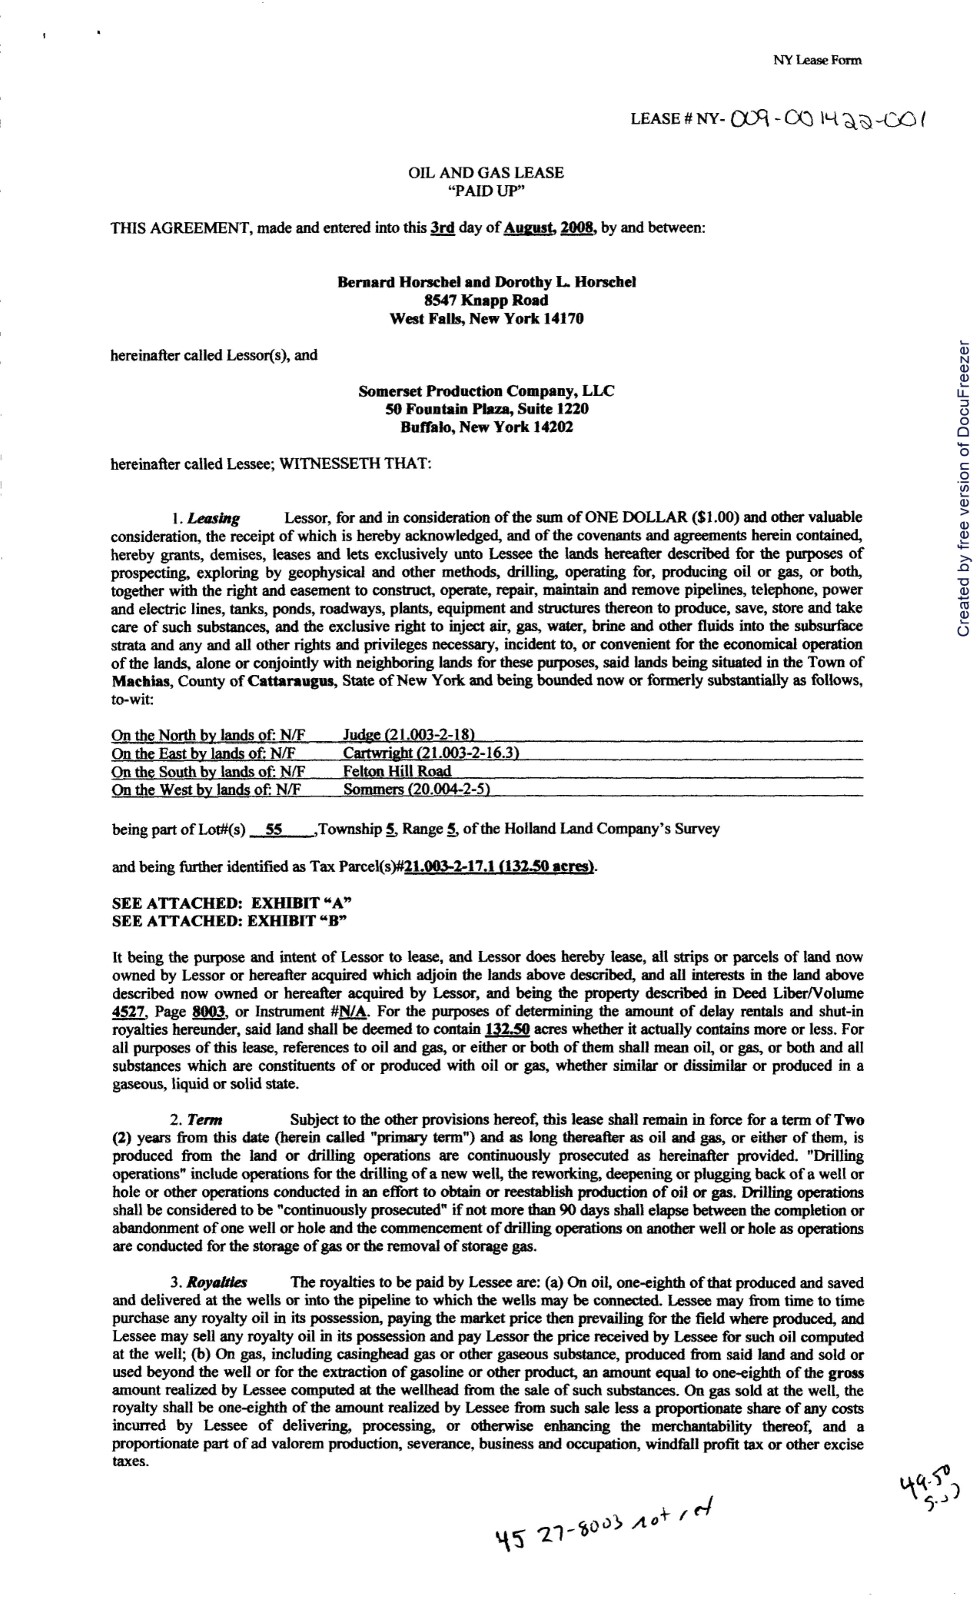 NY Lease Form
LEASE # NY- 009-001422-001
OIL AND GAS LEASE
“PAID UP”
THIS AGREEMENT, made and entered into this 3rd day of August, 2008, by and between:
Bernard Horschel and Dorothy L. Horschel
8547 Knapp Road
West Falls, New York 14170
hereinafter called Lessor(s), and
Somerset Production Company, LLC
50 Fountain Plaza, Suite 1220
Buffalo, New York 14202
hereinafter called Lessee; WITNESSETH THAT:
1. Leasing Lessor, for and in consideration of the sum of ONE DOLLAR ($1.00) and other valuable
consideration, the receipt of which is hereby acknowledged, and of the covenants and agreements herein contained,
hereby grants, demises, leases and lets exclusively unto Lessee the lands hereafter described for the purposes of
prospecting, exploring by geophysical and other methods, drilling, operating for, producing oil or gas, or both,
together with the right and easement to construct, operate, repair, maintain and remove pipelines, telephone, power
and electric lines, tanks, ponds, roadways, plants, equipment and structures thereon to produce, save, store and take
care of such substances, and the exclusive right to inject air, gas, water, brine and other fluids into the subsurface
strata and any and all other rights and privileges necessary, incident to, or convenient for the economical operation
of the lands, alone or conjointly with neighboring lands for these purposes, said lands being situated in the Town of
Machias, County of Cattaraugus, State of New York and being bounded now or formerly substantially as follows,
to-wit:
On the North by lands of: N/F Judge (21.003-2-18)
On the East by lands of: N/F Cartwright (21.003-2-16.3)
On the South by lands of: N/F Felton Hill Road
On the West by lands of: N/F Sommers (20.004-2-5)
being part of Lot#(s) 55 ,Township 5, Range 5, of the Holland Land Company’s Survey
and being further identified as Tax Parcel(s)#21.003-2-17.1 (132.50 acres).
SEE ATTACHED: EXHIBIT “A”
SEE ATTACHED: EXHIBIT “B”
It being the purpose and intent of Lessor to lease, and Lessor does hereby lease, all strips or parcels of land now
owned by Lessor or hereafter acquired which adjoin the lands above described, and all interests in the land above
described now owned or hereafter acquired by Lessor, and being the property described in Deed Liber/Volume
4527, Page 8003, or Instrument #N/A. For the purposes of determining the amount of delay rentals and shut-in
royalties hereunder, said land shall be deemed to contain 132.50 acres whether it actually contains more or less. For
all purposes of this lease, references to oil and gas, or either or both of them shall mean oil, or gas, or both and all
substances which are constituents of or produced with oil or gas, whether similar or dissimilar or produced in a
gaseous, liquid or solid state.
2. Term Subject to the other provisions hereof, this lease shall remain in force for a term of Two
(2) years from this date (herein called "primary term") and as long thereafter as oil and gas, or either of them, is
produced from the land or drilling operations are continuously prosecuted as hereinafter provided. "Drilling
operations" include operations for the drilling of a new well, the reworking, deepening or plugging back of a well or
hole or other operations conducted in an effort to obtain or reestablish production of oil or gas. Drilling operations
shall be considered to be "continuously prosecuted" if not more than 90 days shall elapse between the completion or
abandonment of one well or hole and the commencement of drilling operations on another well or hole as operations
are conducted for the storage of gas or the removal of storage gas.
3. Royalties The royalties to be paid by Lessee are: (a) On oil, one-eighth of that produced and saved
and delivered at the wells or into the pipeline to which the wells may be connected. Lessee may from time to time
purchase any royalty oil in its possession, paying the market price then prevailing for the field where produced, and
Lessee may sell any royalty oil in its possession and pay Lessor the price received by Lessee for such oil computed
at the well; (b) On gas, including casinghead gas or other gaseous substance, produced from said land and sold or
used beyond the well or for the extraction of gasoline or other product, an amount equal to one-eighth of the gross
amount realized by Lessee computed at the wellhead from the sale of such substances. On gas sold at the well, the
royalty shall be one-eighth of the amount realized by Lessee from such sale less a proportionate share of any costs
incurred by Lessee of delivering, processing, or otherwise enhancing the merchantability thereof, and a
proportionate part of ad valorem production, severance, business and occupation, windfall profit tax or other excise
taxes.
49.50
4527-8003 not
Created by free version of DocuFreezer